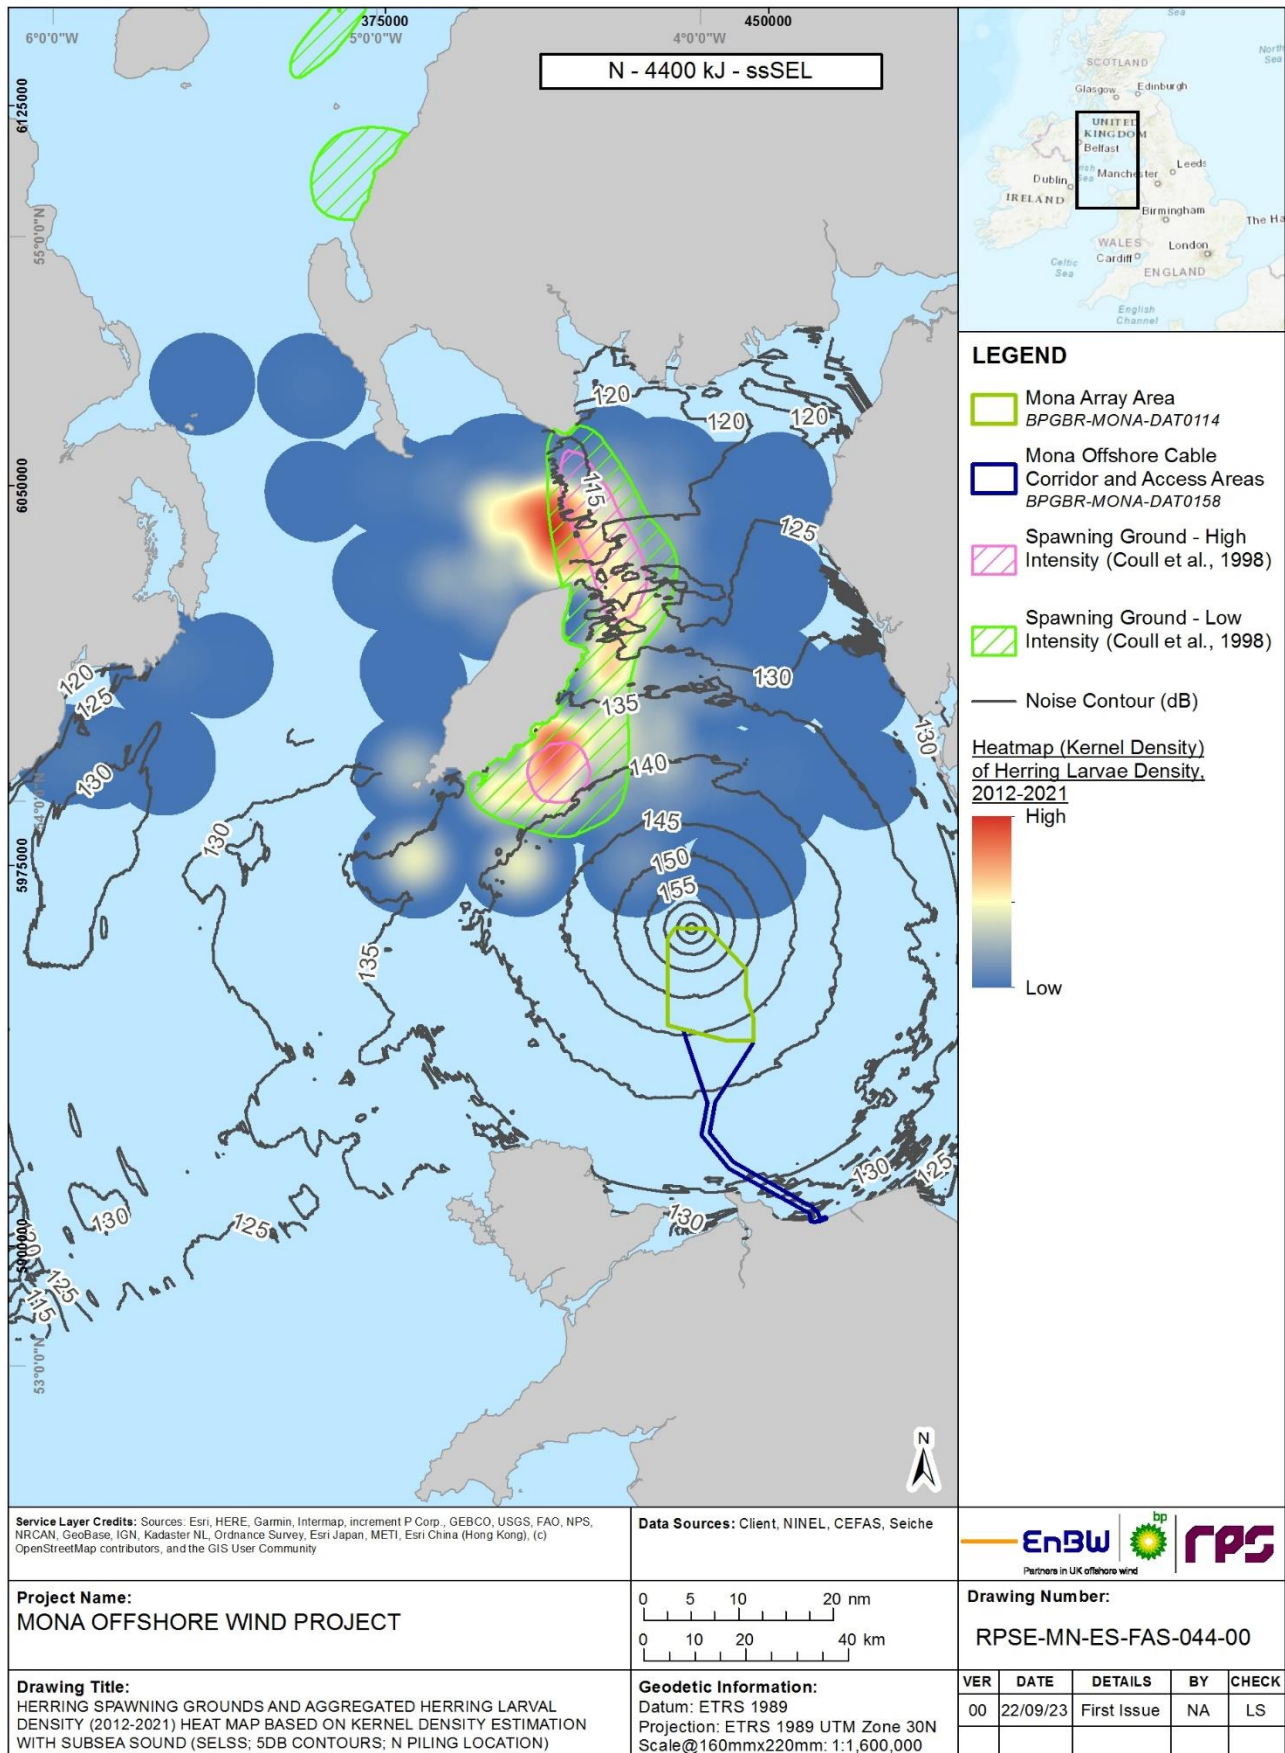 375000
450000
6°0'0"W
5°0'0"W
4°0'0"W
N - 4400 kJ - ssSEL
6125000
55°0'0"N
6050000
54°0'0"N
5975000
5900000
53°0'0"N
120
120
120
115
125
130
135
140
145
150
155
120
125
130
130
135
130
130
125
130
125
130
120
125
115
N
Sea
North
Sea
SCOTLAND
Glasgow
Edinburgh
UNITED
KINGDOM
Belfast
Leeds
Dublin
Manchester
Sea
IRELAND
Birmingham
The Ha
WALES
London
Cardiff
Celtic
Sea
ENGLAND
English
Channel
LEGEND
Mona Array Area
BPGBR-MONA-DAT0114
Mona Offshore Cable
Corridor and Access Areas
BPGBR-MONA-DAT0158
Spawning Ground - High
Intensity (Coull et al., 1998)
Spawning Ground - Low
Intensity (Coull et al., 1998)
Noise Contour (dB)
Heatmap (Kernel Density)
of Herring Larvae Density,
2012-2021
High
Low
Service Layer Credits: Sources: Esri, HERE, Garmin, Intermap, increment P Corp., GEBCO, USGS, FAO, NPS,
NRCAN, GeoBase, IGN, Kadaster NL, Ordnance Survey, Esri Japan, METI, Esri China (Hong Kong), (c)
OpenStreetMap contributors, and the GIS User Community
Data Sources: Client, NINEL, CEFAS, Seiche
EnBW
bp
rps
Partners in UK offshore wind
Project Name:
MONA OFFSHORE WIND PROJECT
0 5 10 20 nm
0 10 20 40 km
Drawing Number:
RPSE-MN-ES-FAS-044-00
Drawing Title:
HERRING SPAWNING GROUNDS AND AGGREGATED HERRING LARVAL
DENSITY (2012-2021) HEAT MAP BASED ON KERNEL DENSITY ESTIMATION
WITH SUBSEA SOUND (SELSS; 5DB CONTOURS; N PILING LOCATION)
Geodetic Information:
Datum: ETRS 1989
Projection: ETRS 1989 UTM Zone 30N
Scale@160mmx220mm: 1:1,600,000
VER DATE DETAILS BY CHECK
00 22/09/23 First Issue NA LS